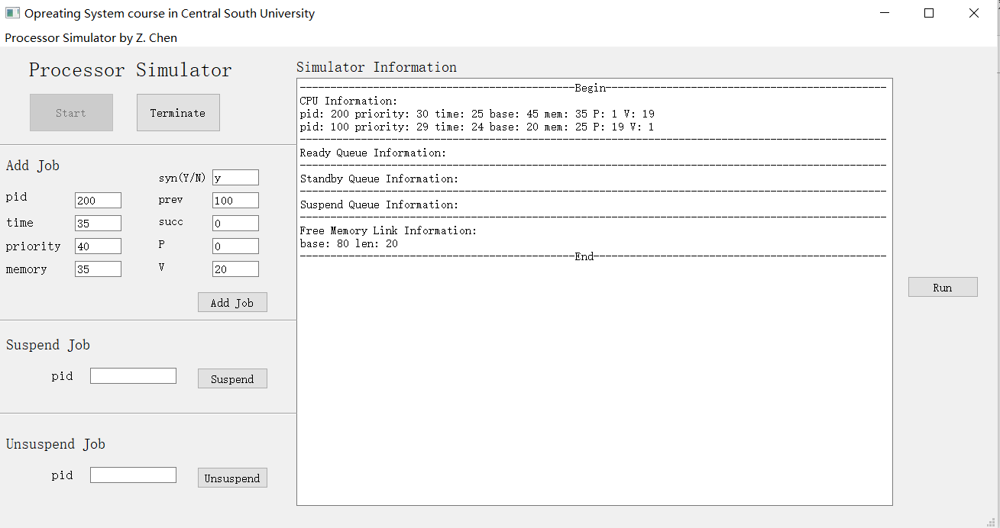 Opreating System course in Central South University
Processor Simulator by Z. Chen
Processor Simulator
Start
Terminate
Add Job
pid 200
time 35
priority 40
memory 35
syn(Y/N) y
prev 100
succ 0
P 0
V 20
Add Job
Suspend Job
pid
Suspend
Unsuspend Job
pid
Unsuspend
Simulator Information
Begin
CPU Information:
pid: 200 priority: 30 time: 25 base: 45 mem: 35 P: 1 V: 19
pid: 100 priority: 29 time: 24 base: 20 mem: 25 P: 19 V: 1
Ready Queue Information:
Standby Queue Information:
Suspend Queue Information:
Free Memory Link Information:
base: 80 len: 20
End
Run